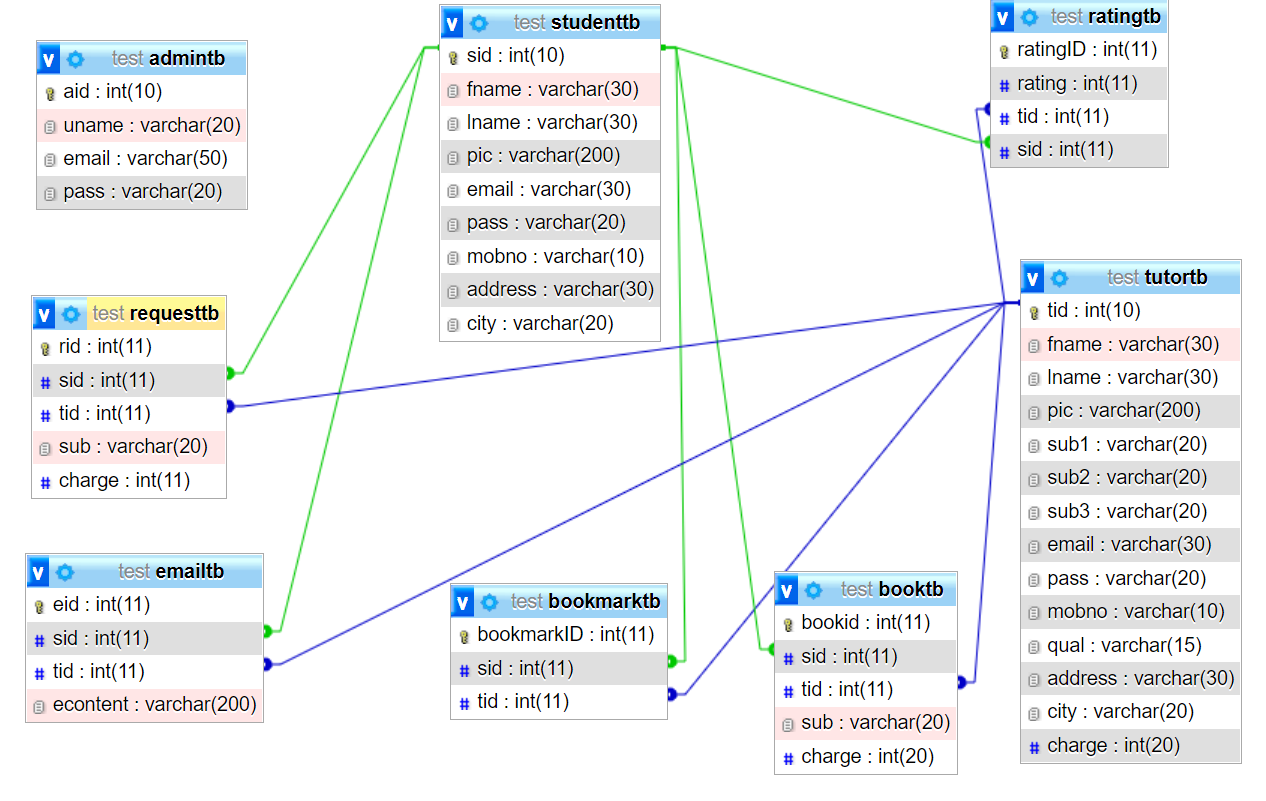 test admintb
aid : int(10)
uname : varchar(20)
email : varchar(50)
pass : varchar(20)
test studenttb
sid : int(10)
fname : varchar(30)
lname : varchar(30)
pic : varchar(200)
email : varchar(30)
pass : varchar(20)
mobno : varchar(10)
address : varchar(30)
city : varchar(20)
test ratingtb
ratingID : int(11)
# rating : int(11)
# tid : int(11)
# sid : int(11)
test requesttb
rid : int(11)
# sid : int(11)
# tid : int(11)
sub : varchar(20)
# charge : int(11)
test tutortb
tid : int(10)
fname : varchar(30)
lname : varchar(30)
pic : varchar(200)
sub1 : varchar(20)
sub2 : varchar(20)
sub3 : varchar(20)
email : varchar(30)
pass : varchar(20)
mobno : varchar(10)
qual : varchar(15)
address : varchar(30)
city : varchar(20)
# charge : int(20)
test emailtb
eid : int(11)
# sid : int(11)
# tid : int(11)
econtent : varchar(200)
test bookmarktb
bookmarkID : int(11)
# sid : int(11)
# tid : int(11)
test booktb
bookid : int(11)
# sid : int(11)
# tid : int(11)
sub : varchar(20)
# charge : int(20)